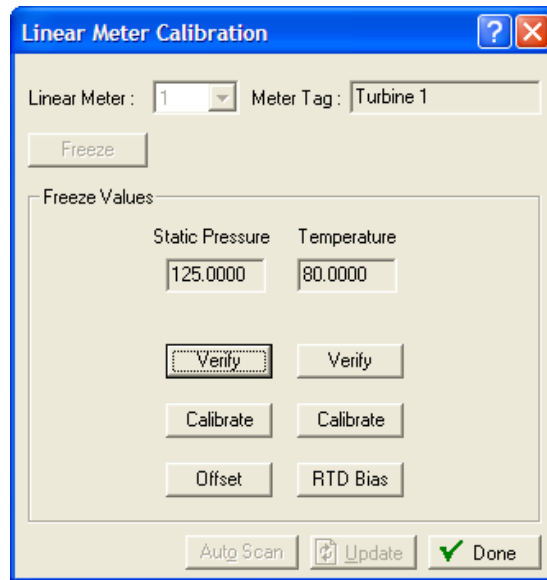 Linear Meter Calibration
Linear Meter : 1 Meter Tag : Turbine 1
Freeze
Freeze Values
Static Pressure Temperature
125.0000 80.0000
Verify Verify
Calibrate Calibrate
Offset RTD Bias
Auto Scan Update Done